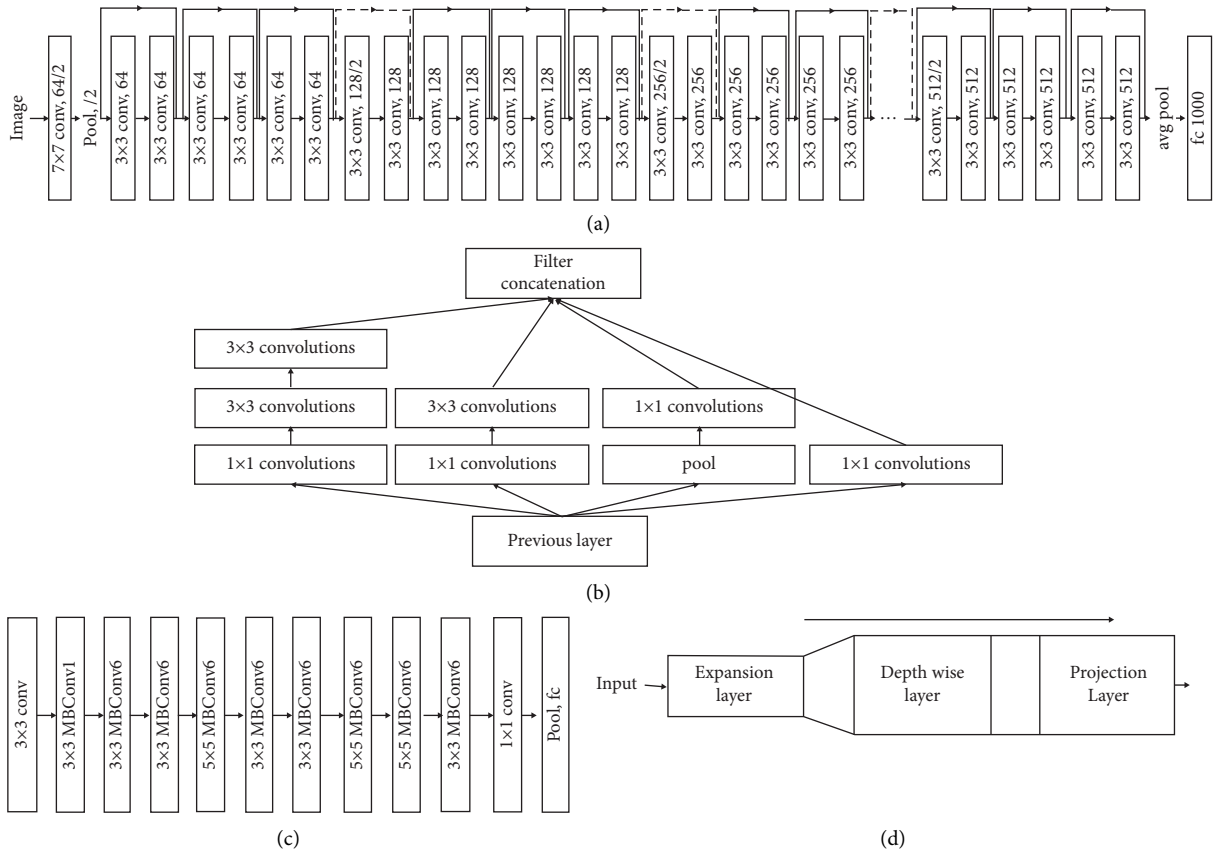 Image
7×7 conv, 64/2
Pool, /2
3×3 conv, 64
3×3 conv, 64
3×3 conv, 64
3×3 conv, 64
3×3 conv, 64
3×3 conv, 64
3×3 conv, 128/2
3×3 conv, 128
3×3 conv, 128
3×3 conv, 128
3×3 conv, 128
3×3 conv, 128
3×3 conv, 128
3×3 conv, 128
3×3 conv, 256/2
3×3 conv, 256
3×3 conv, 256
3×3 conv, 256
3×3 conv, 256
3×3 conv, 256
...
3×3 conv, 512/2
3×3 conv, 512
3×3 conv, 512
3×3 conv, 512
3×3 conv, 512
3×3 conv, 512
avg pool
fc 1000
(a)
Filter
concatenation
3×3 convolutions
3×3 convolutions
3×3 convolutions
1×1 convolutions
1×1 convolutions
1×1 convolutions
pool
1×1 convolutions
Previous layer
(b)
3×3 conv
3×3 MBConv1
3×3 MBConv6
3×3 MBConv6
5×5 MBConv6
3×3 MBConv6
3×3 MBConv6
5×5 MBConv6
5×5 MBConv6
3×3 MBConv6
1×1 conv
Pool, fc
(c)
Input
Expansion
layer
Depth wise
layer
Projection
Layer
(d)